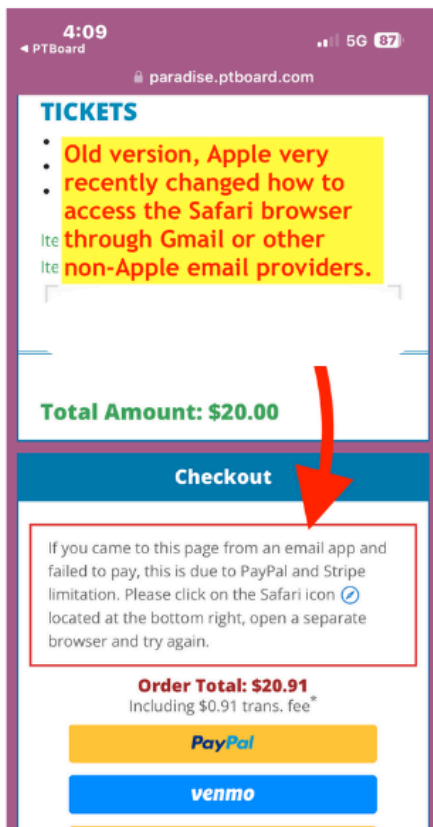 4:09
5G 87
◀ PTBoard
paradise.ptboard.com
TICKETS
Old version, Apple very
recently changed how to
access the Safari browser
Ite through Gmail or other
Ite non-Apple email providers.
Total Amount: $20.00
Checkout
If you came to this page from an email app and
failed to pay, this is due to PayPal and Stripe
limitation. Please click on the Safari icon
located at the bottom right, open a separate
browser and try again.
Order Total: $20.91
Including $0.91 trans. fee*
PayPal
venmo